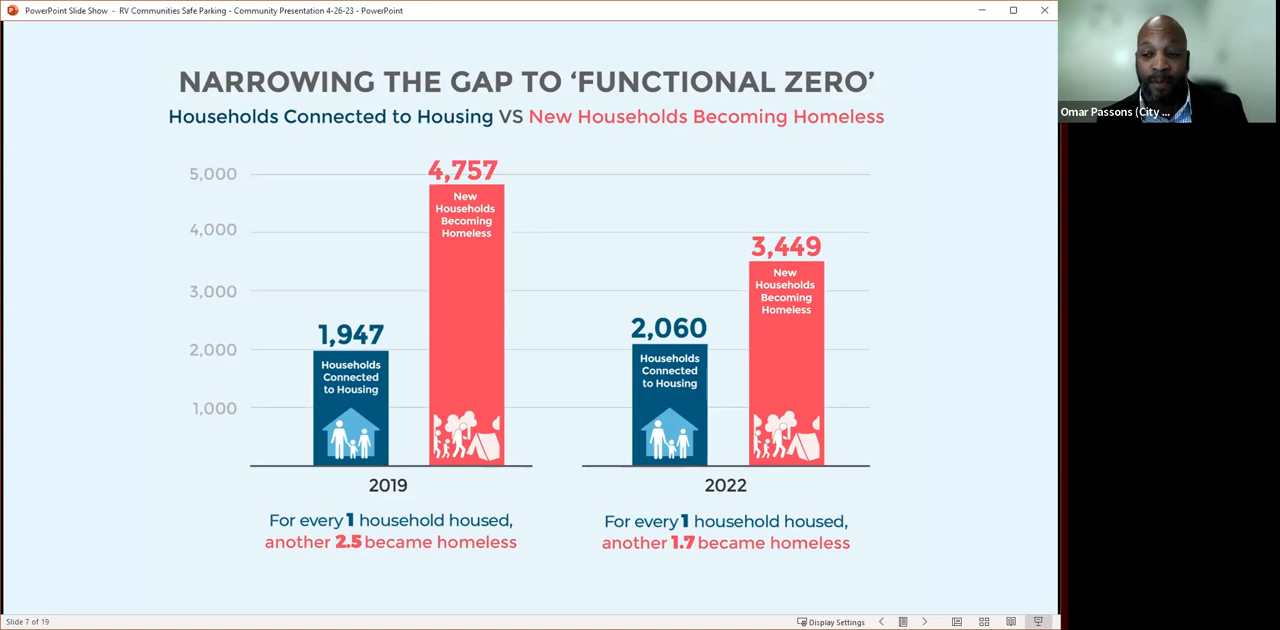 PowerPoint Slide Show - RV Communities Safe Parking - Community Presentation 4-26-23 - PowerPoint
NARROWING THE GAP TO ‘FUNCTIONAL ZERO’
Households Connected to Housing VS New Households Becoming Homeless
5,000
4,000
3,000
2,000
1,000
1,947
Households
Connected
to Housing
4,757
New
Households
Becoming
Homeless
2019
For every 1 household housed,
another 2.5 became homeless
2,060
Households
Connected
to Housing
3,449
New
Households
Becoming
Homeless
2022
For every 1 household housed,
another 1.7 became homeless
Omar Passons (City ...
Slide 7 of 19
Display Settings